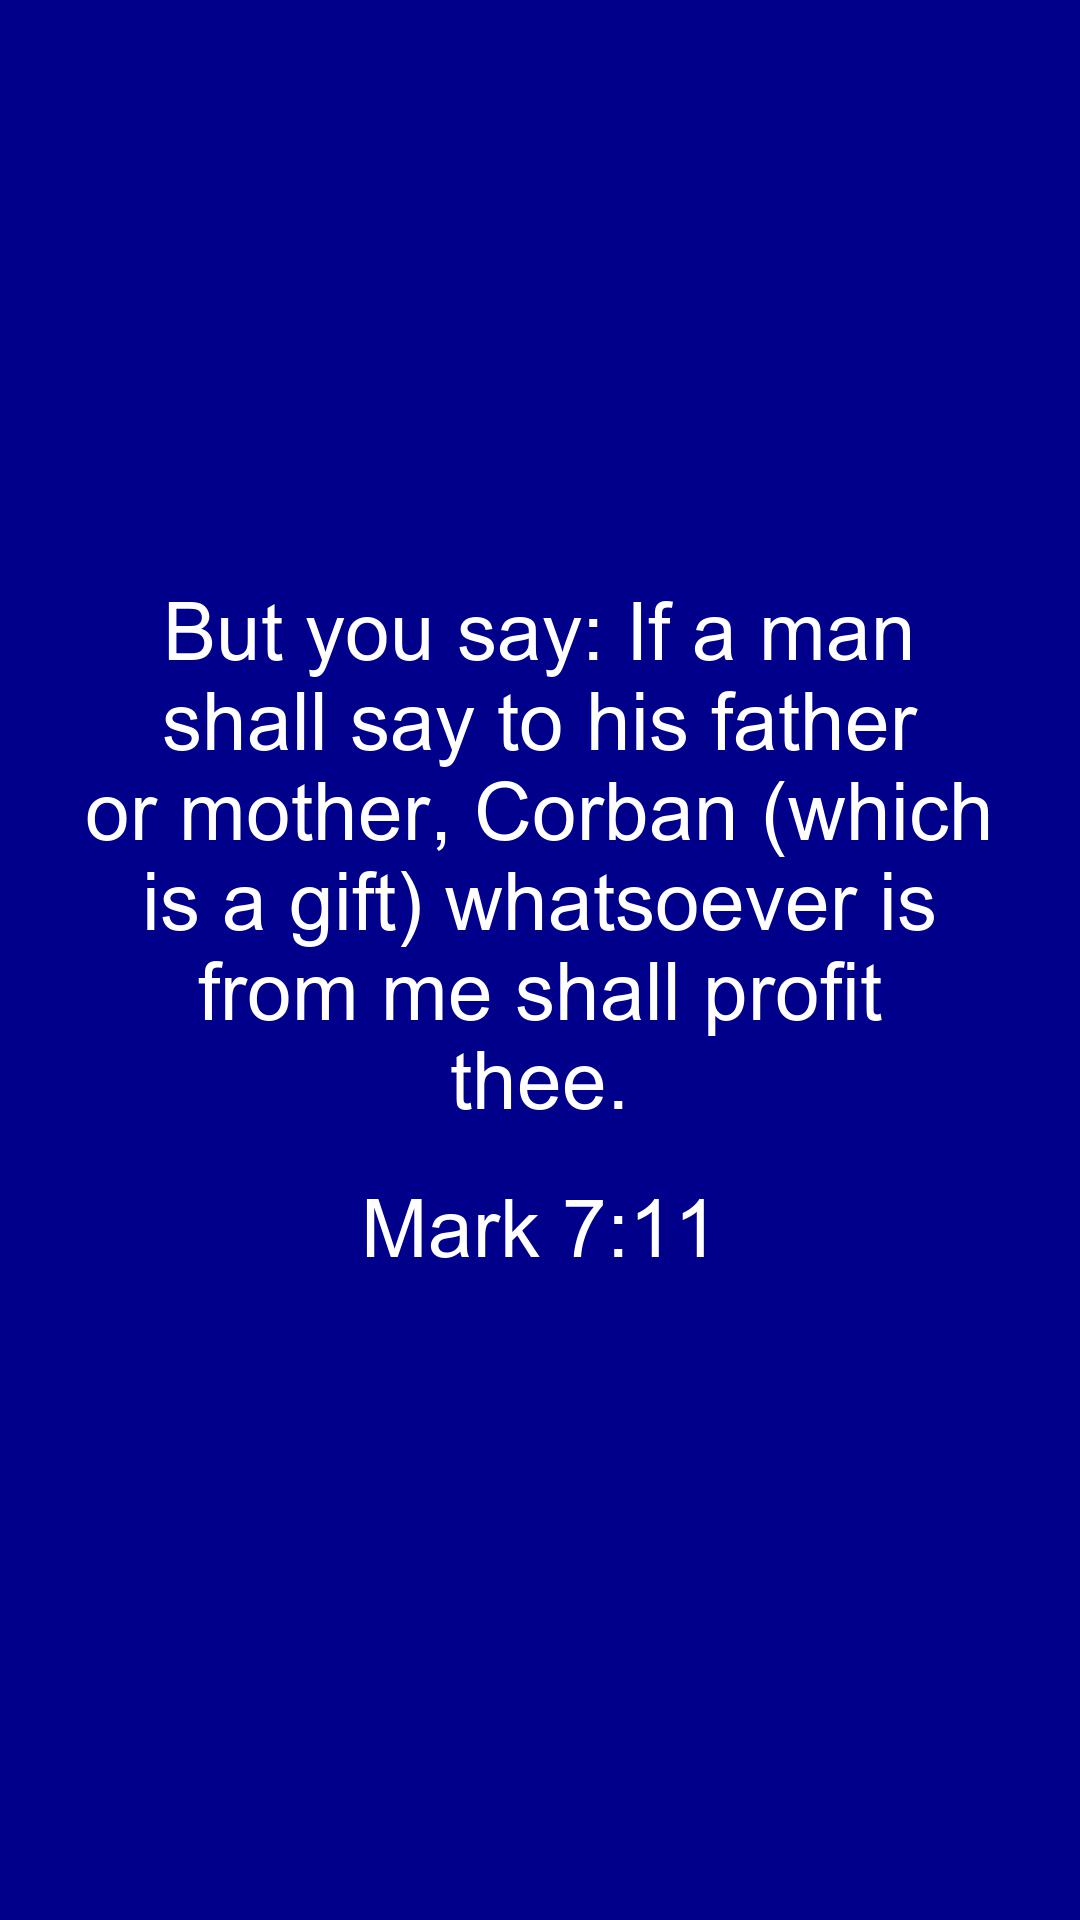 But you say: If a man
shall say to his father
or mother, Corban (which
is a gift) whatsoever is
from me shall profit
thee.
Mark 7:11